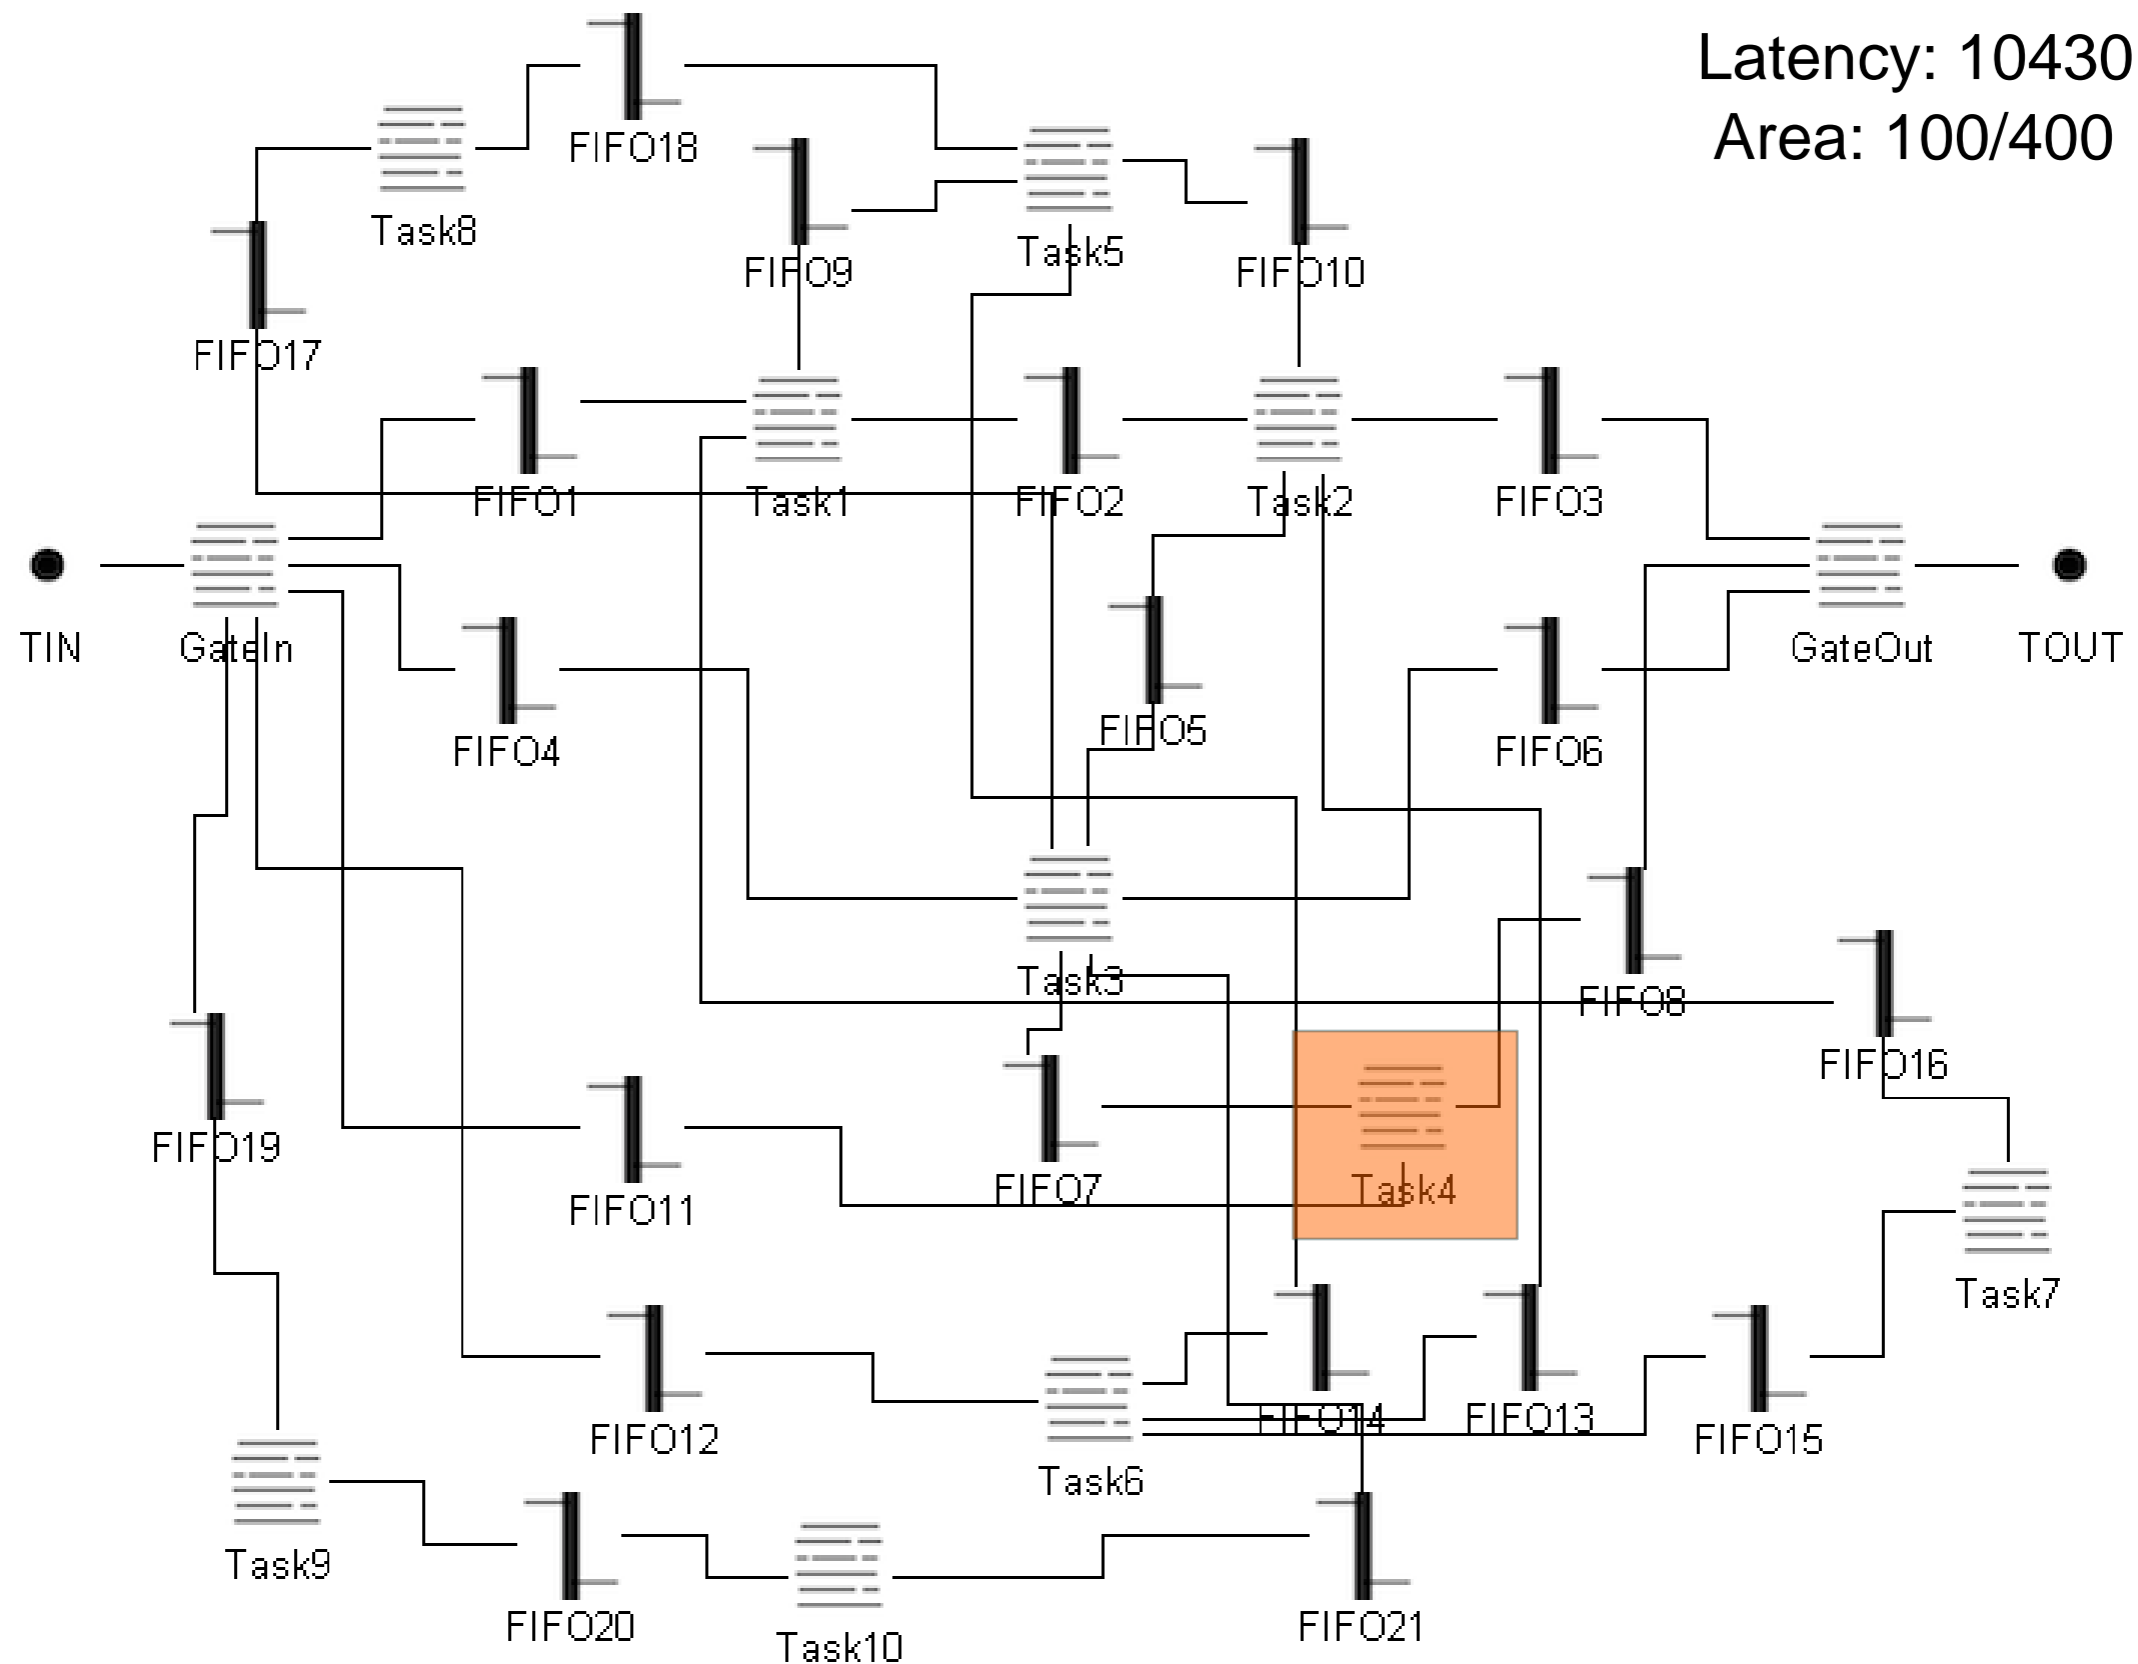 Latency: 10430
Area: 100/400
FIFO18
Task8
FIFO9
Task5
FIFO10
FIFO17
FIFO1
Task1
FIFO2
Task2
FIFO3
TIN
GateIn
GateOut
TOUT
FIFO4
FIFO5
FIFO6
Task3
FIFO8
FIFO16
FIFO19
FIFO11
FIFO7
Task4
Task7
FIFO12
FIFO14
FIFO13
FIFO15
Task6
Task9
FIFO20
Task10
FIFO21